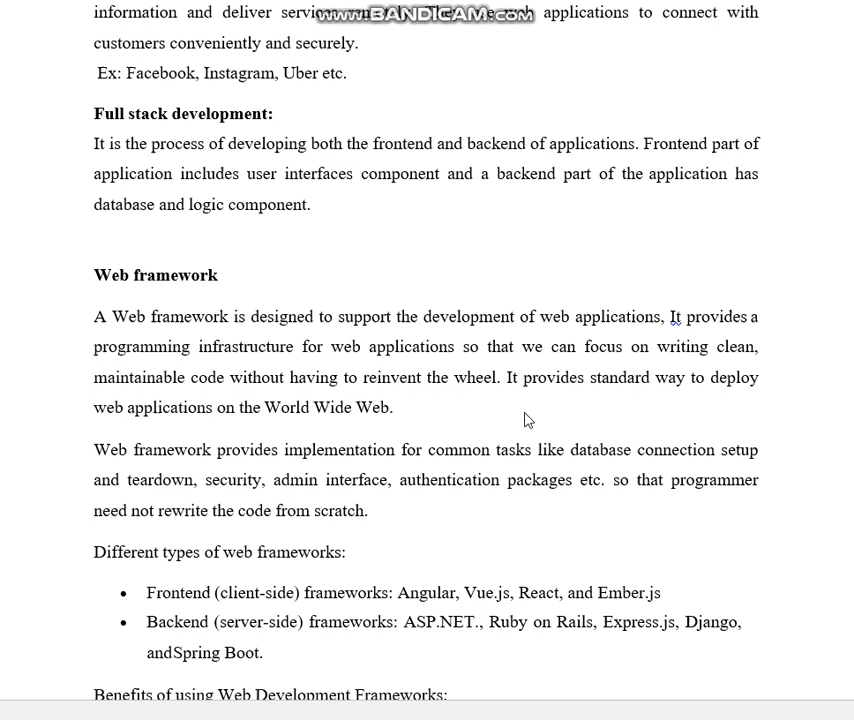 information and deliver services web applications to connect with
www.BANDICAM.com
customers conveniently and securely.
Ex: Facebook, Instagram, Uber etc.
Full stack development:
It is the process of developing both the frontend and backend of applications. Frontend part of
application includes user interfaces component and a backend part of the application has
database and logic component.
Web framework
A Web framework is designed to support the development of web applications, It provides a
programming infrastructure for web applications so that we can focus on writing clean,
maintainable code without having to reinvent the wheel. It provides standard way to deploy
web applications on the World Wide Web.
Web framework provides implementation for common tasks like database connection setup
and teardown, security, admin interface, authentication packages etc. so that programmer
need not rewrite the code from scratch.
Different types of web frameworks:
• Frontend (client-side) frameworks: Angular, Vue.js, React, and Ember.js
• Backend (server-side) frameworks: ASP.NET., Ruby on Rails, Express.js, Django,
andSpring Boot.
Benefits of using Web Development Frameworks: